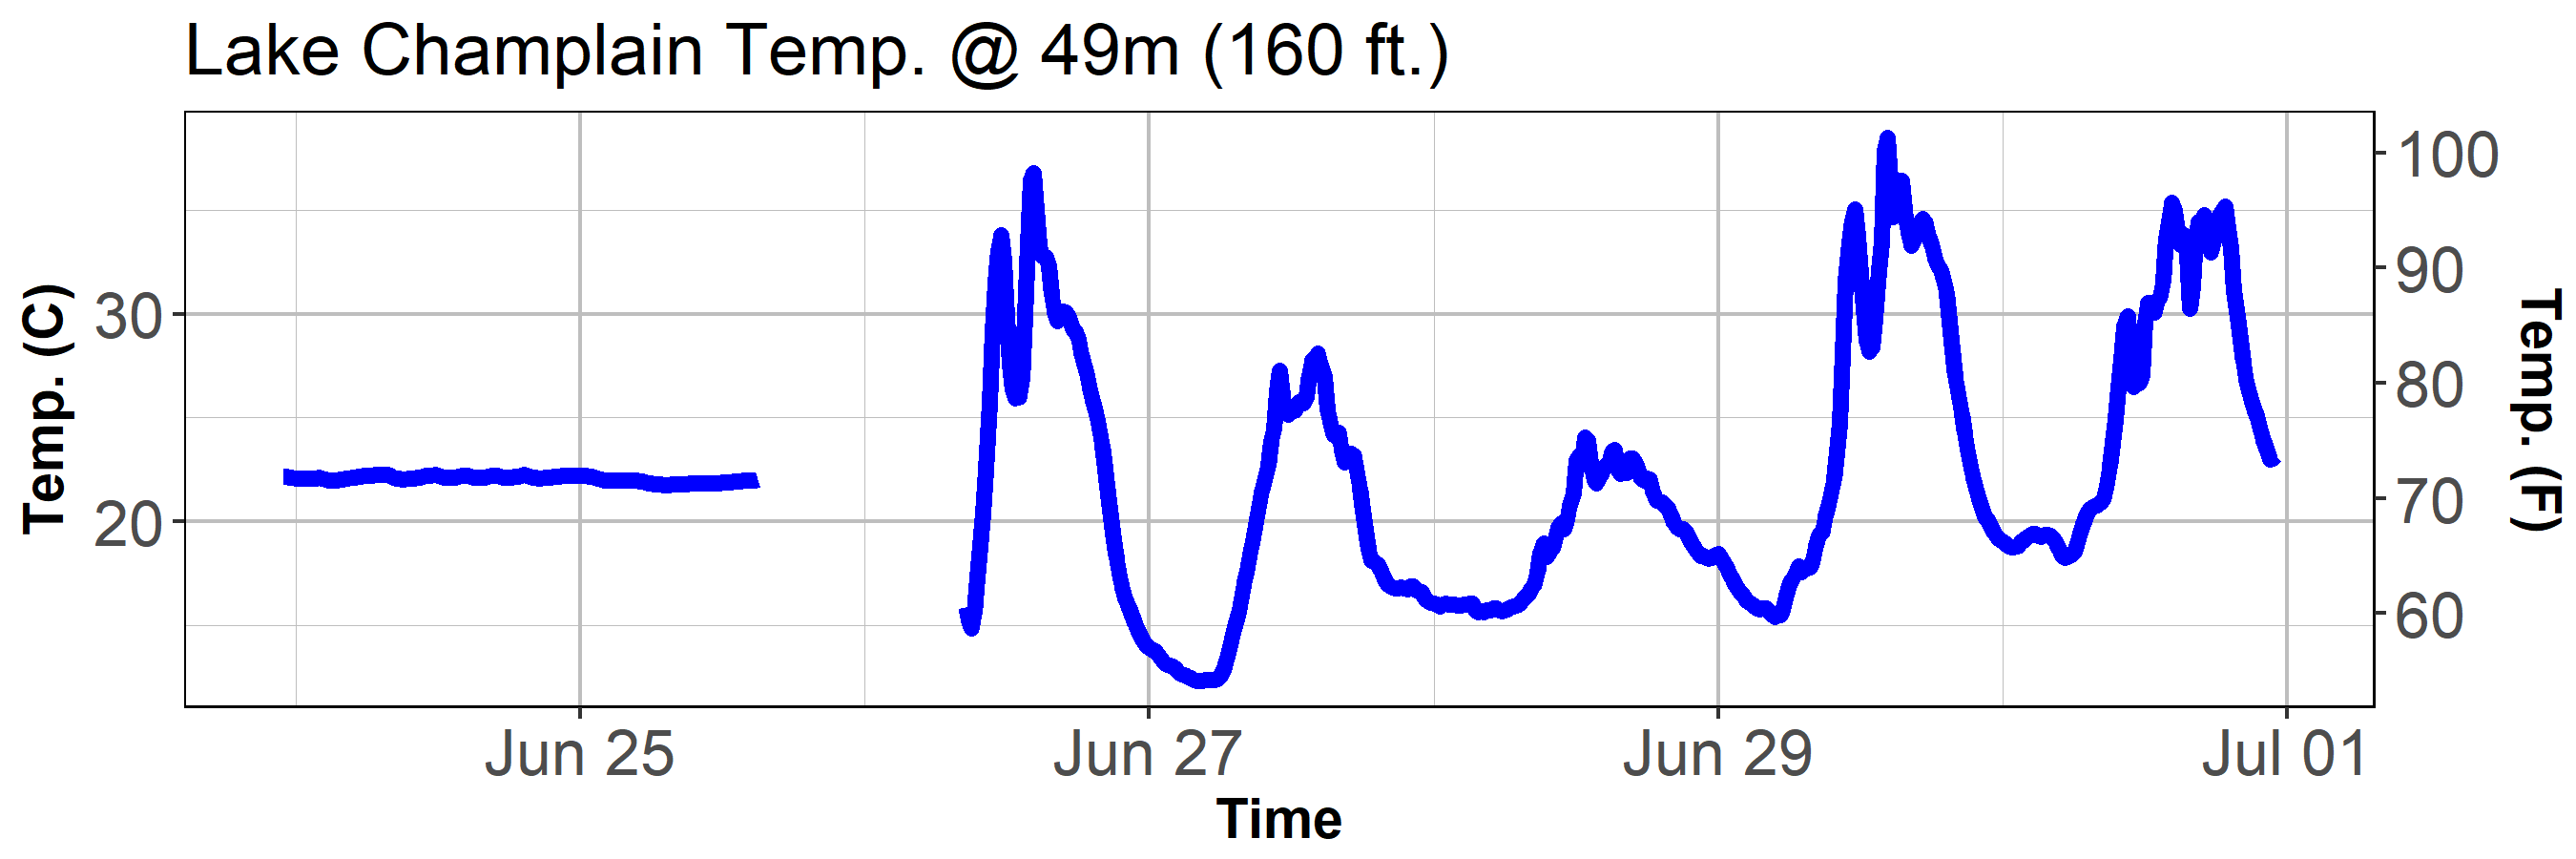 Lake Champlain Temp. @ 49m (160 ft.)
Temp. (C)
30
20
100
90
80
70
60
Temp. (F)
Jun 25 Jun 27 Jun 29 Jul 01
Time